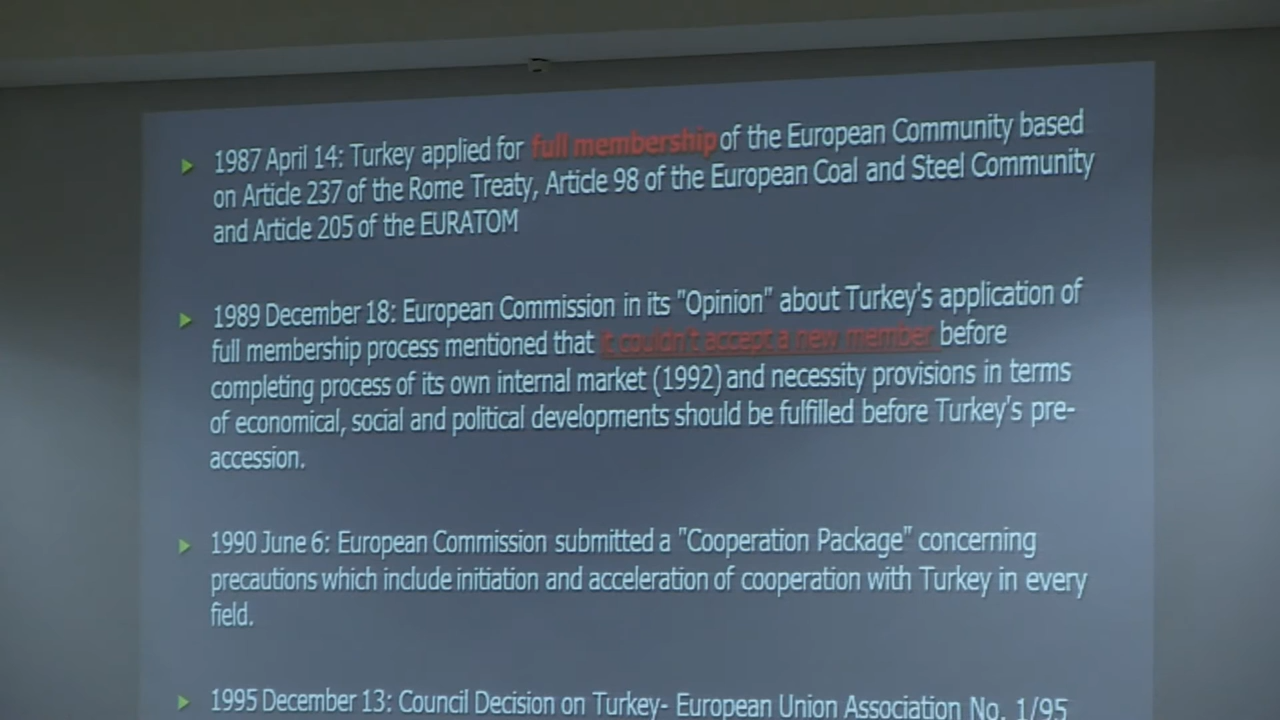 1987 April 14: Turkey applied for full membership of the European Community based
on Article 237 of the Rome Treaty, Article 98 of the European Coal and Steel Community
and Article 205 of the EURATOM
1989 December 18: European Commission in its "Opinion" about Turkey's application of
full membership process mentioned that it couldn't accept a new member before
completing process of its own internal market (1992) and necessity provisions in terms
of economical, social and political developments should be fulfilled before Turkey's pre-
accession.
1990 June 6: European Commission submitted a "Cooperation Package" concerning
precautions which include initiation and acceleration of cooperation with Turkey in every
field.
1995 December 13: Council Decision on Turkey- European Union Association No. 1/95